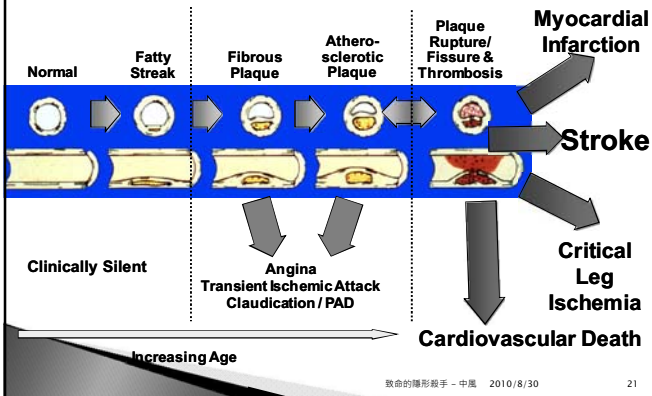 Normal
Fatty
Streak
Fibrous
Plaque
Athero-
sclerotic
Plaque
Plaque
Rupture/
Fissure &
Thrombosis
Myocardial
Infarction
Stroke
Critical
Leg
Ischemia
Clinically Silent
Angina
Transient Ischemic Attack
Claudication / PAD
Cardiovascular Death
Increasing Age
致命的隱形殺手 – 中風 2010/8/30 21